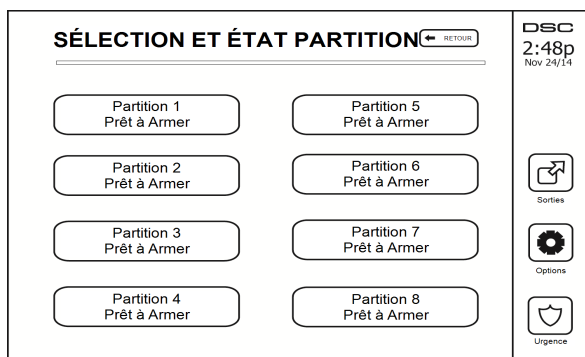 SÉLECTION ET ÉTAT PARTITION
RETOUR
DSC
2:48p
Nov 24/14
Partition 1
Prêt à Armer
Partition 5
Prêt à Armer
Partition 2
Prêt à Armer
Partition 6
Prêt à Armer
Partition 3
Prêt à Armer
Partition 7
Prêt à Armer
Partition 4
Prêt à Armer
Partition 8
Prêt à Armer
Sorties
Options
Urgence